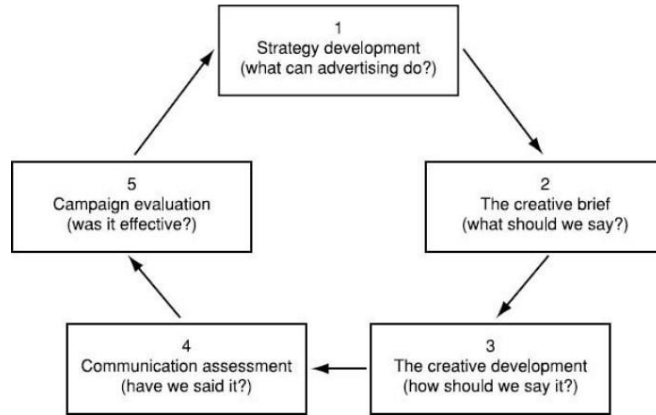 1
Strategy development
(what can advertising do?)
2
The creative brief
(what should we say?)
3
The creative development
(how should we say it?)
4
Communication assessment
(have we said it?)
5
Campaign evaluation
(was it effective?)